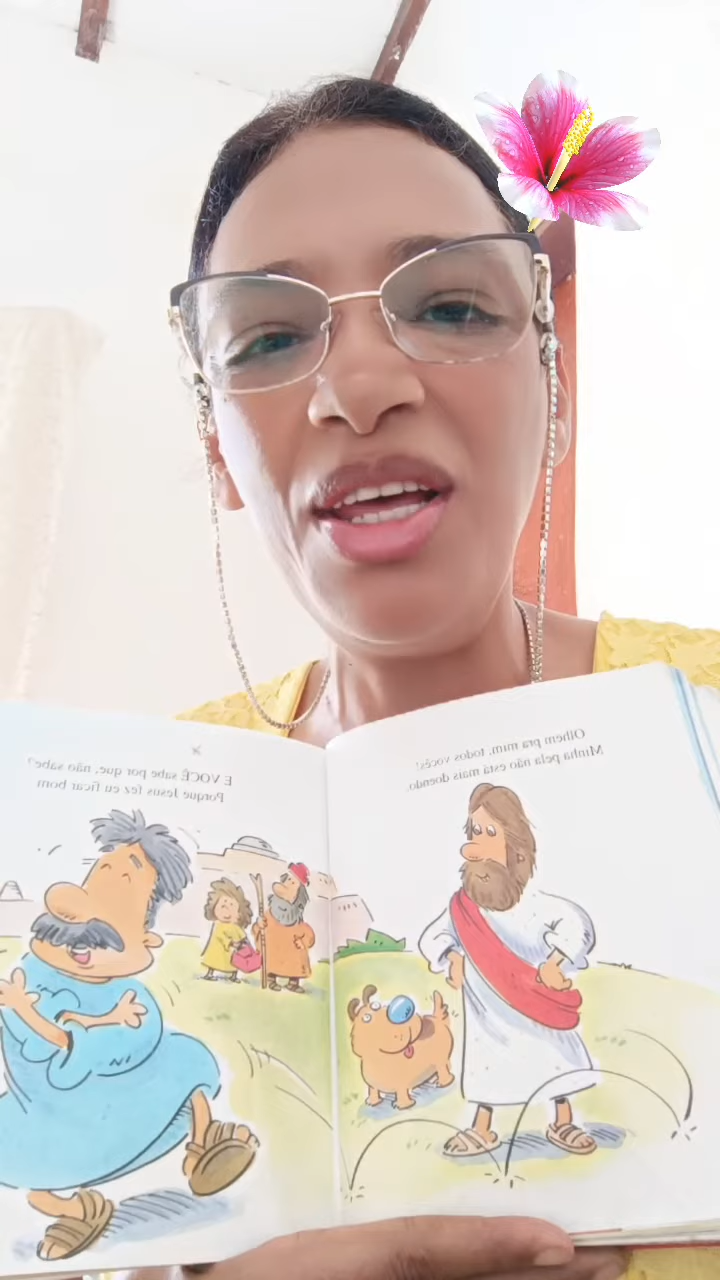 Olhem pra mim, todos vocês!
Minha pele não está mais doendo.
E VOCÊ sabe por que, não sabe?
Porque Jesus fez eu ficar bom